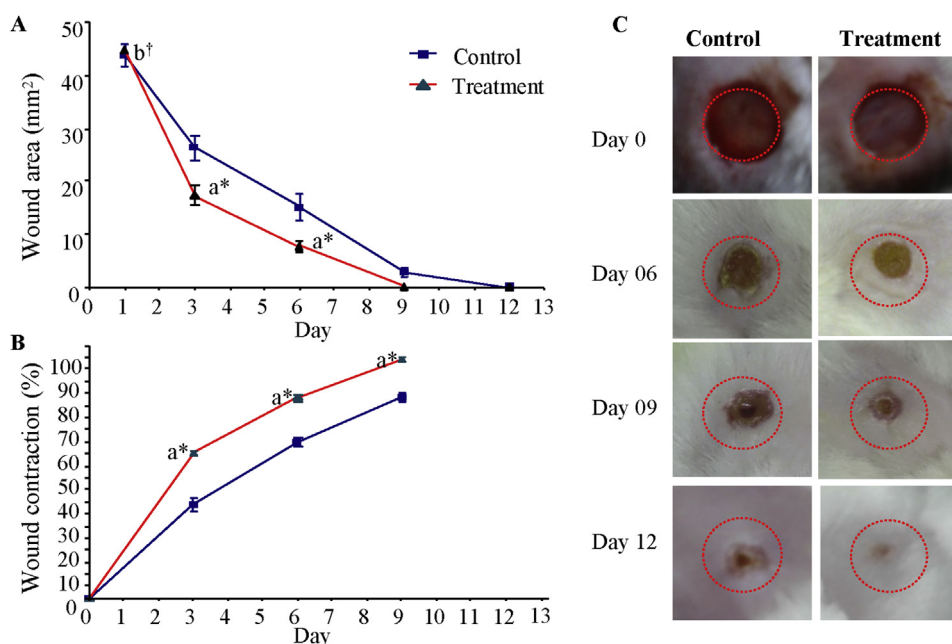 A
50
40
30
20
10
0
Wound area (mm²)
b†
a*
a*
Control
Treatment
0 1 2 3 4 5 6 7 8 9 10 11 12 13
Day
B
100
90
80
70
60
50
40
30
20
10
0
Wound contraction (%)
a*
a*
a*
0 1 2 3 4 5 6 7 8 9 10 11 12 13
Day
C
Control Treatment
Day 0
Day 06
Day 09
Day 12